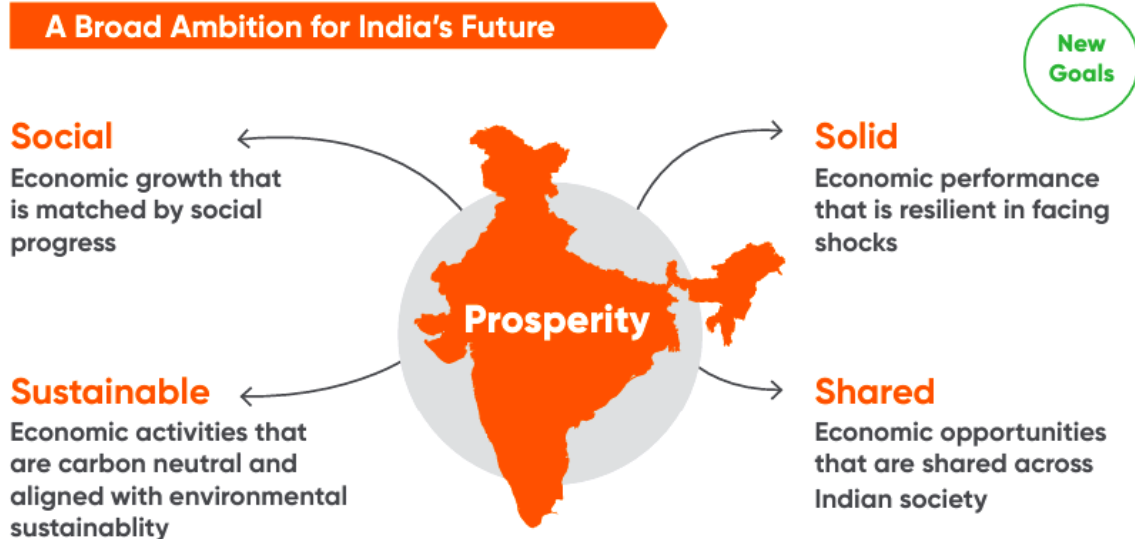 A Broad Ambition for India's Future
New
Goals
Social
Economic growth that
is matched by social
progress
Solid
Economic performance
that is resilient in facing
shocks
Prosperity
Sustainable
Economic activities that
are carbon neutral and
aligned with environmental
sustainablity
Shared
Economic opportunities
that are shared across
Indian society